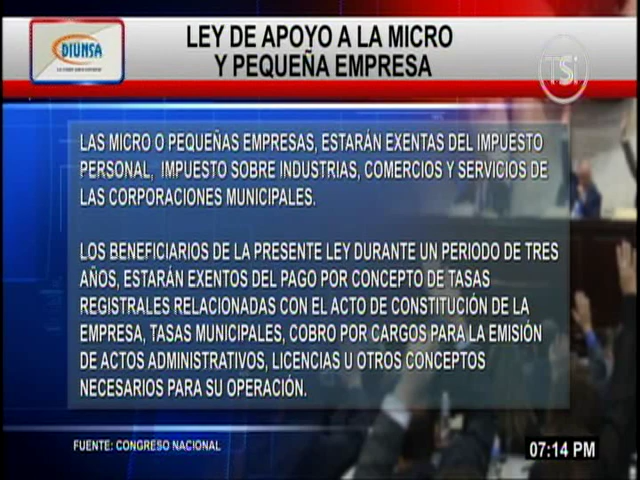 DIUNSA
LEY DE APOYO A LA MICRO
Y PEQUEÑA EMPRESA
TSi
LAS MICRO O PEQUEÑAS EMPRESAS, ESTARÁN EXENTAS DEL IMPUESTO
PERSONAL, IMPUESTO SOBRE INDUSTRIAS, COMERCIOS Y SERVICIOS DE
LAS CORPORACIONES MUNICIPALES.
LOS BENEFICIARIOS DE LA PRESENTE LEY DURANTE UN PERIODO DE TRES
AÑOS, ESTARÁN EXENTOS DEL PAGO POR CONCEPTO DE TASAS
REGISTRALES RELACIONADAS CON EL ACTO DE CONSTITUCIÓN DE LA
EMPRESA, TASAS MUNICIPALES, COBRO POR CARGOS PARA LA EMISIÓN
DE ACTOS ADMINISTRATIVOS, LICENCIAS U OTROS CONCEPTOS
NECESARIOS PARA SU OPERACIÓN.
FUENTE: CONGRESO NACIONAL
07:14 PM